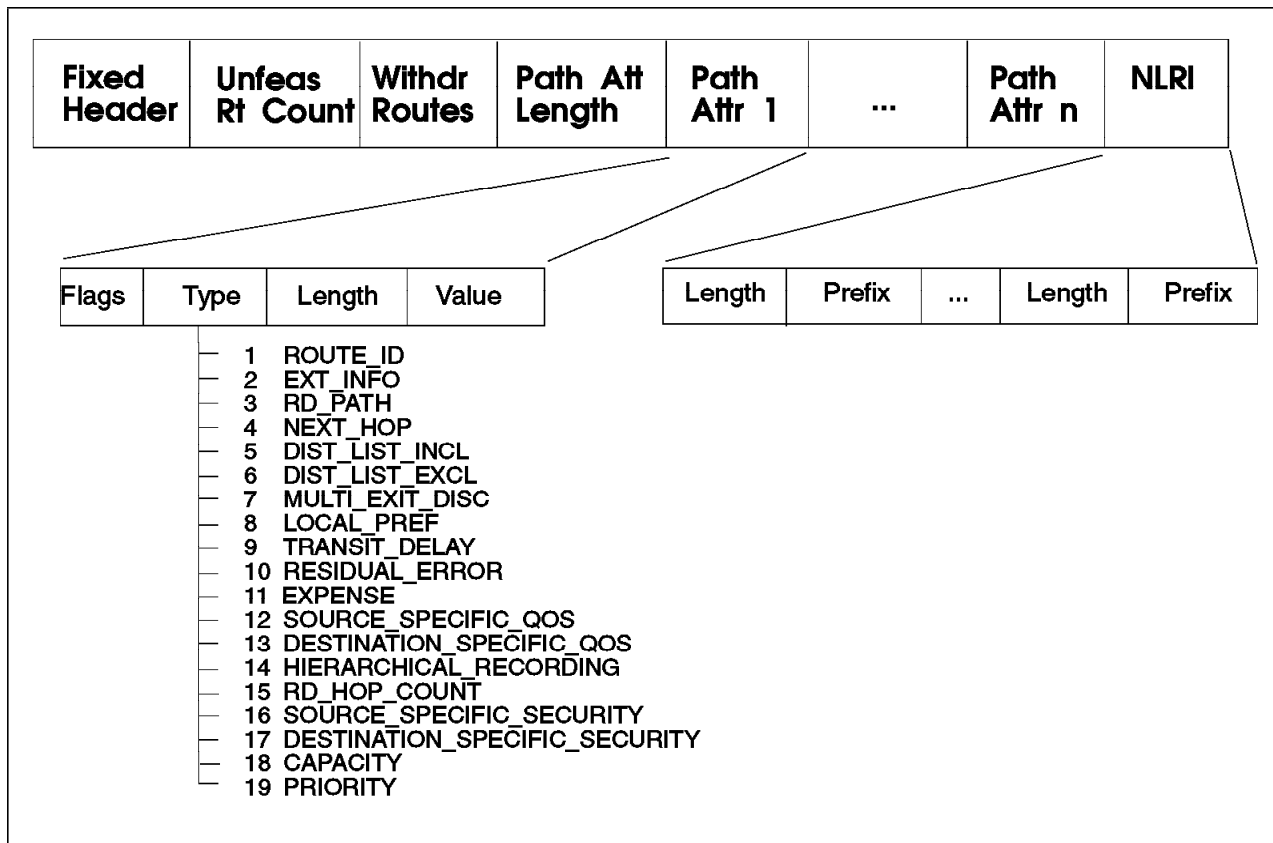 Fixed Header Unfeas Rt Count Withdr Routes Path Att Length Path Attr 1 ... Path Attr n NLRI
Flags Type Length Value Length Prefix ... Length Prefix
1 ROUTE_ID
2 EXT_INFO
3 RD_PATH
4 NEXT_HOP
5 DIST_LIST_INCL
6 DIST_LIST_EXCL
7 MULTI_EXIT_DISC
8 LOCAL_PREF
9 TRANSIT_DELAY
10 RESIDUAL_ERROR
11 EXPENSE
12 SOURCE_SPECIFIC_QOS
13 DESTINATION_SPECIFIC_QOS
14 HIERARCHICAL_RECORDING
15 RD_HOP_COUNT
16 SOURCE_SPECIFIC_SECURITY
17 DESTINATION_SPECIFIC_SECURITY
18 CAPACITY
19 PRIORITY